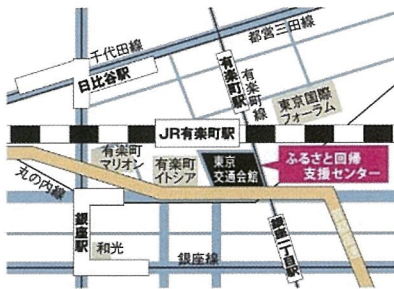 千代田線
都営三田線
日比谷駅
有楽町駅
有楽町線
東京国際
フォーラム
JR有楽町駅
有楽町
マリオン
有楽町
イトシア
東京
交通会館
ふるさと回帰
支援センター
丸の内線
銀座駅
和光
銀座線
銀座一丁目駅